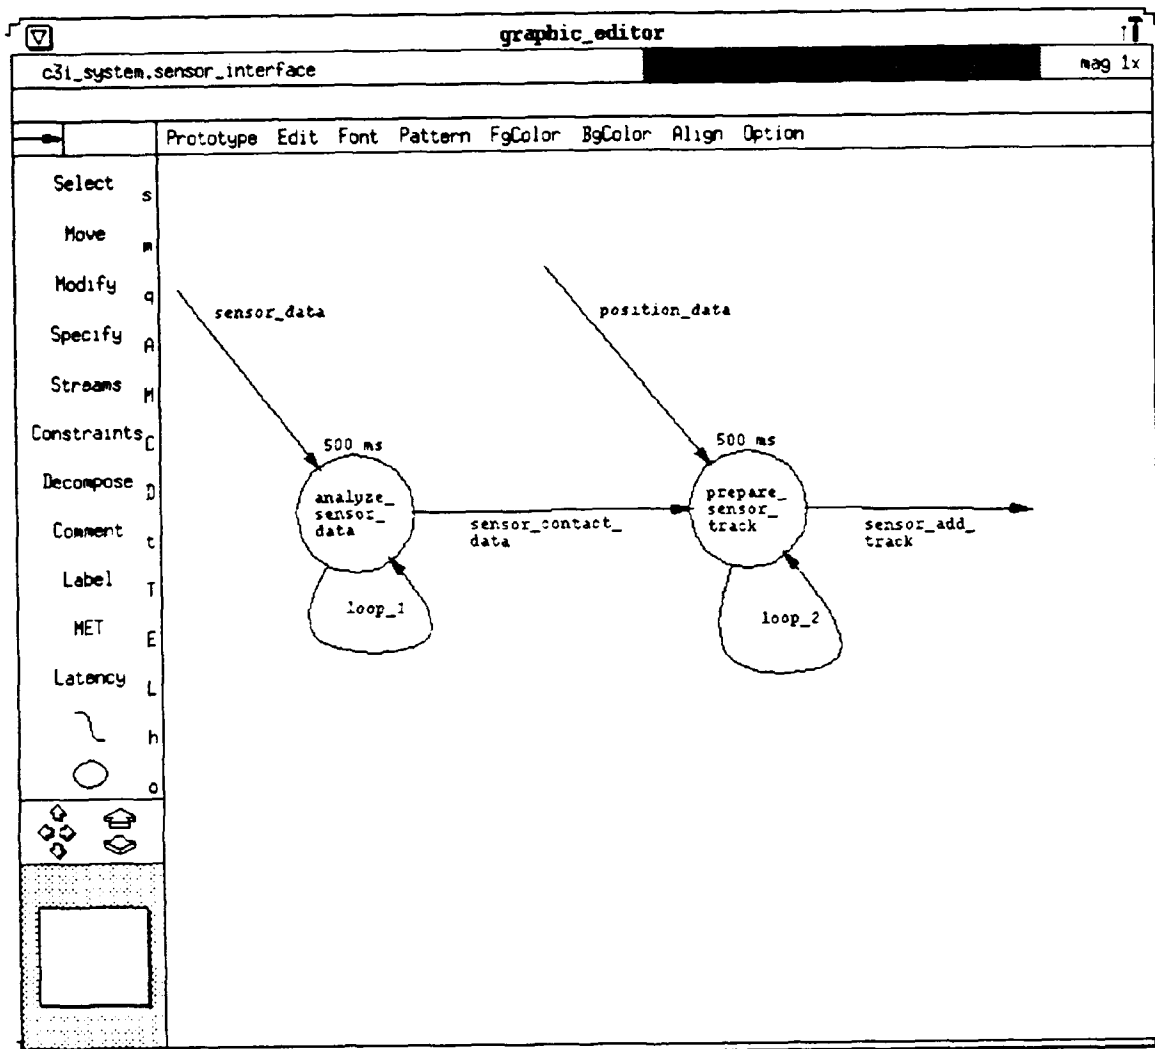 graphic_editor
c3i_system.sensor_interface
mag 1x
Prototype Edit Font Pattern FgColor BgColor Align Option
Select s
Move m
Modify q
Specify A
Streams M
Constraints C
Decompose D
Comment t
Label T
MET E
Latency L
h
o
sensor_data
position_data
500 ms
analyze_
sensor_
data
loop_1
sensor_contact_
data
500 ms
prepare_
sensor_
track
loop_2
sensor_add_
track